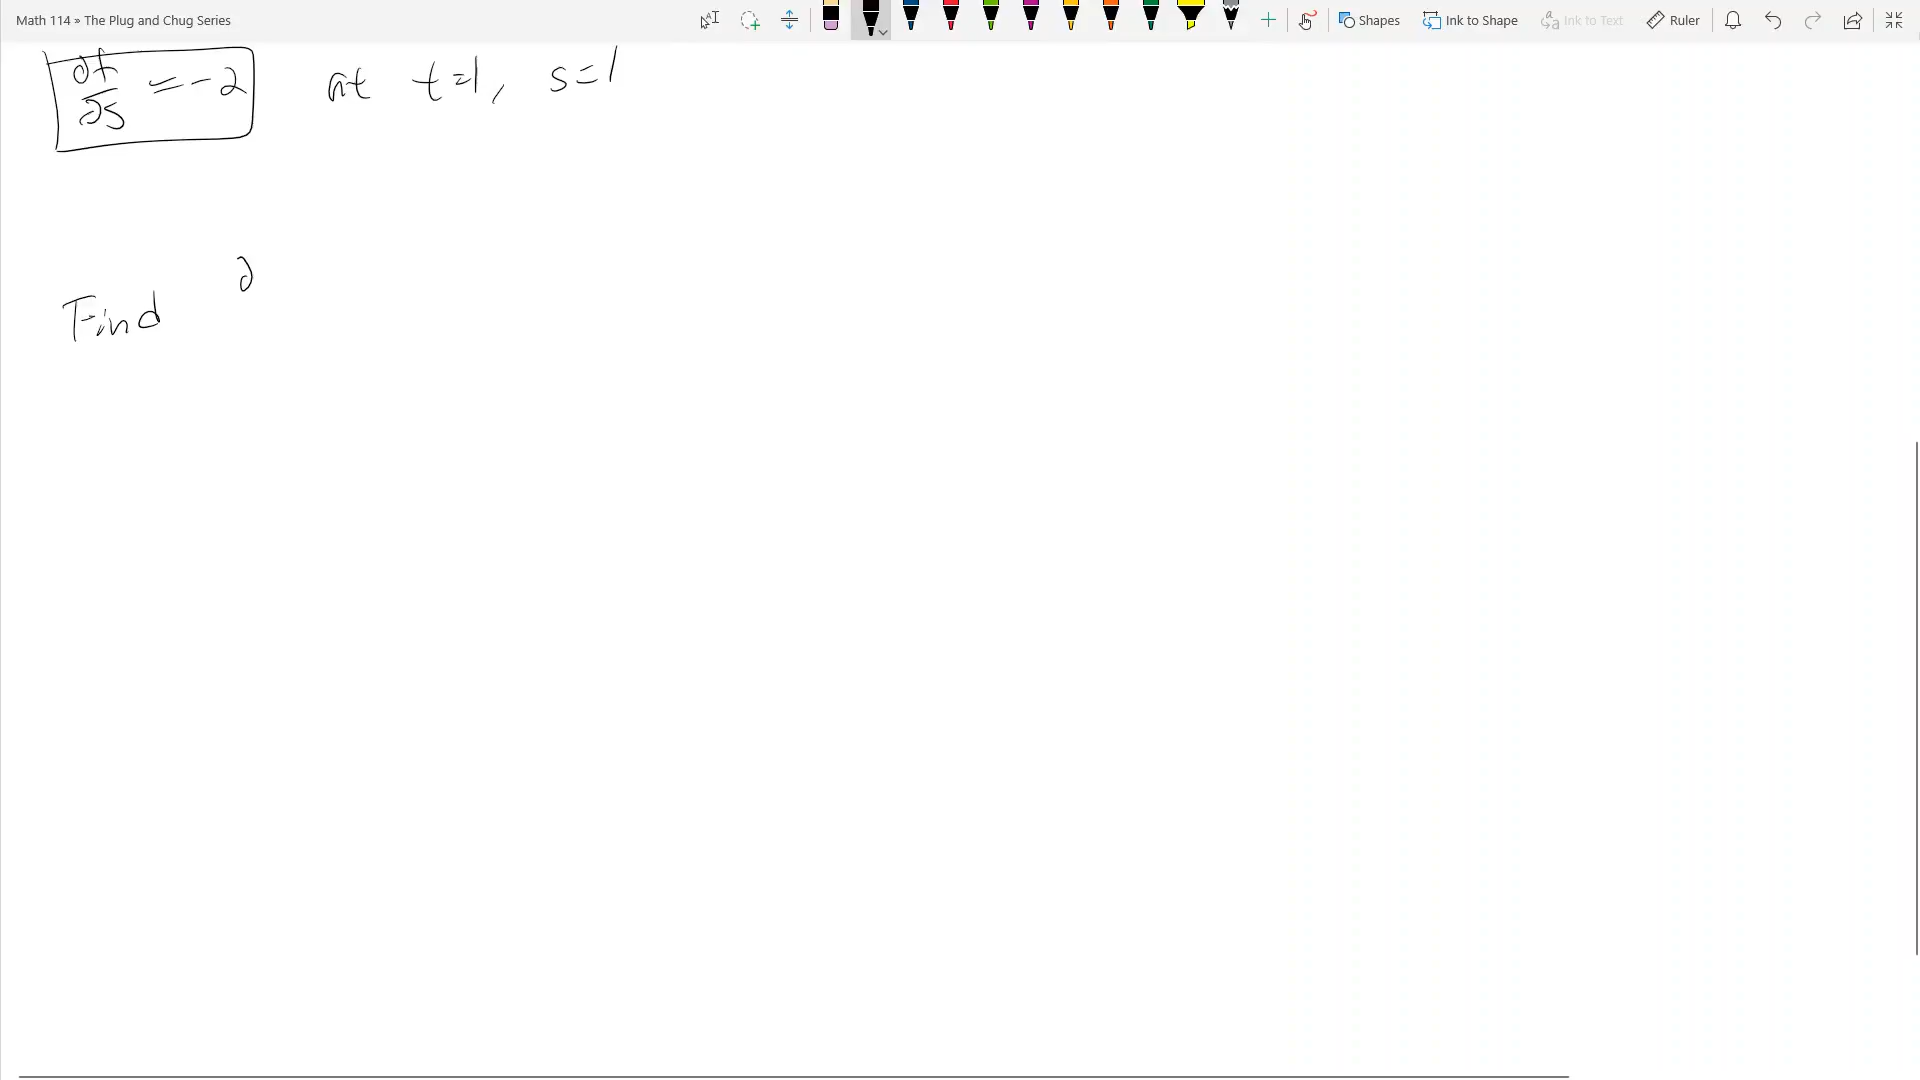 Math 114 » The Plug and Chug Series Shapes Ink to Shape Ink to Text Ruler
∂f/∂s = -2 at t=1, s=1
Find ∂